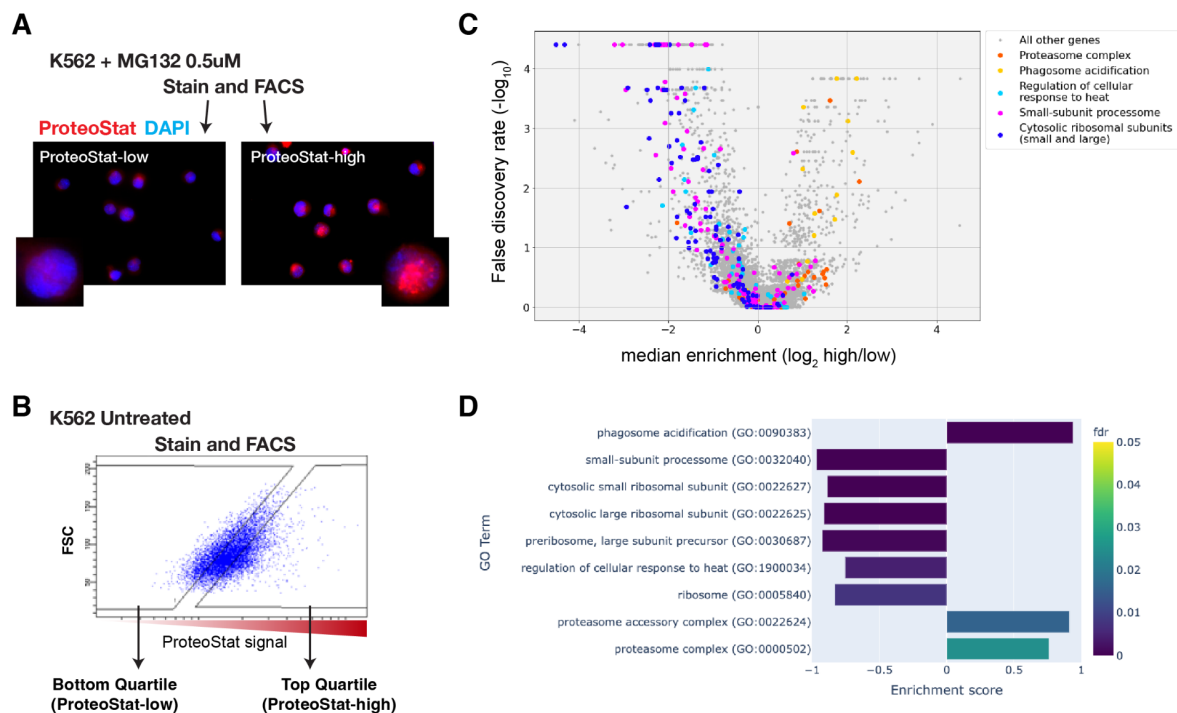 A
K562 + MG132 0.5uM
Stain and FACS
ProteoStat DAPI
ProteoStat-low
ProteoStat-high
B
K562 Untreated
Stain and FACS
FSC
200
150
100
50
ProteoStat signal
Bottom Quartile
(ProteoStat-low)
Top Quartile
(ProteoStat-high)
C
False discovery rate (-log10)
4
3
2
1
0
−4
−2
0
2
4
median enrichment (log2 high/low)
All other genes
Proteasome complex
Phagosome acidification
Regulation of cellular
response to heat
Small-subunit processome
Cytosolic ribosomal subunits
(small and large)
D
GO Term
phagosome acidification (GO:0090383)
small-subunit processome (GO:0032040)
cytosolic small ribosomal subunit (GO:0022627)
cytosolic large ribosomal subunit (GO:0022625)
preribosome, large subunit precursor (GO:0030687)
regulation of cellular response to heat (GO:1900034)
ribosome (GO:0005840)
proteasome accessory complex (GO:0022624)
proteasome complex (GO:0000502)
−1
−0.5
0
0.5
1
Enrichment score
fdr
0.05
0.04
0.03
0.02
0.01
0